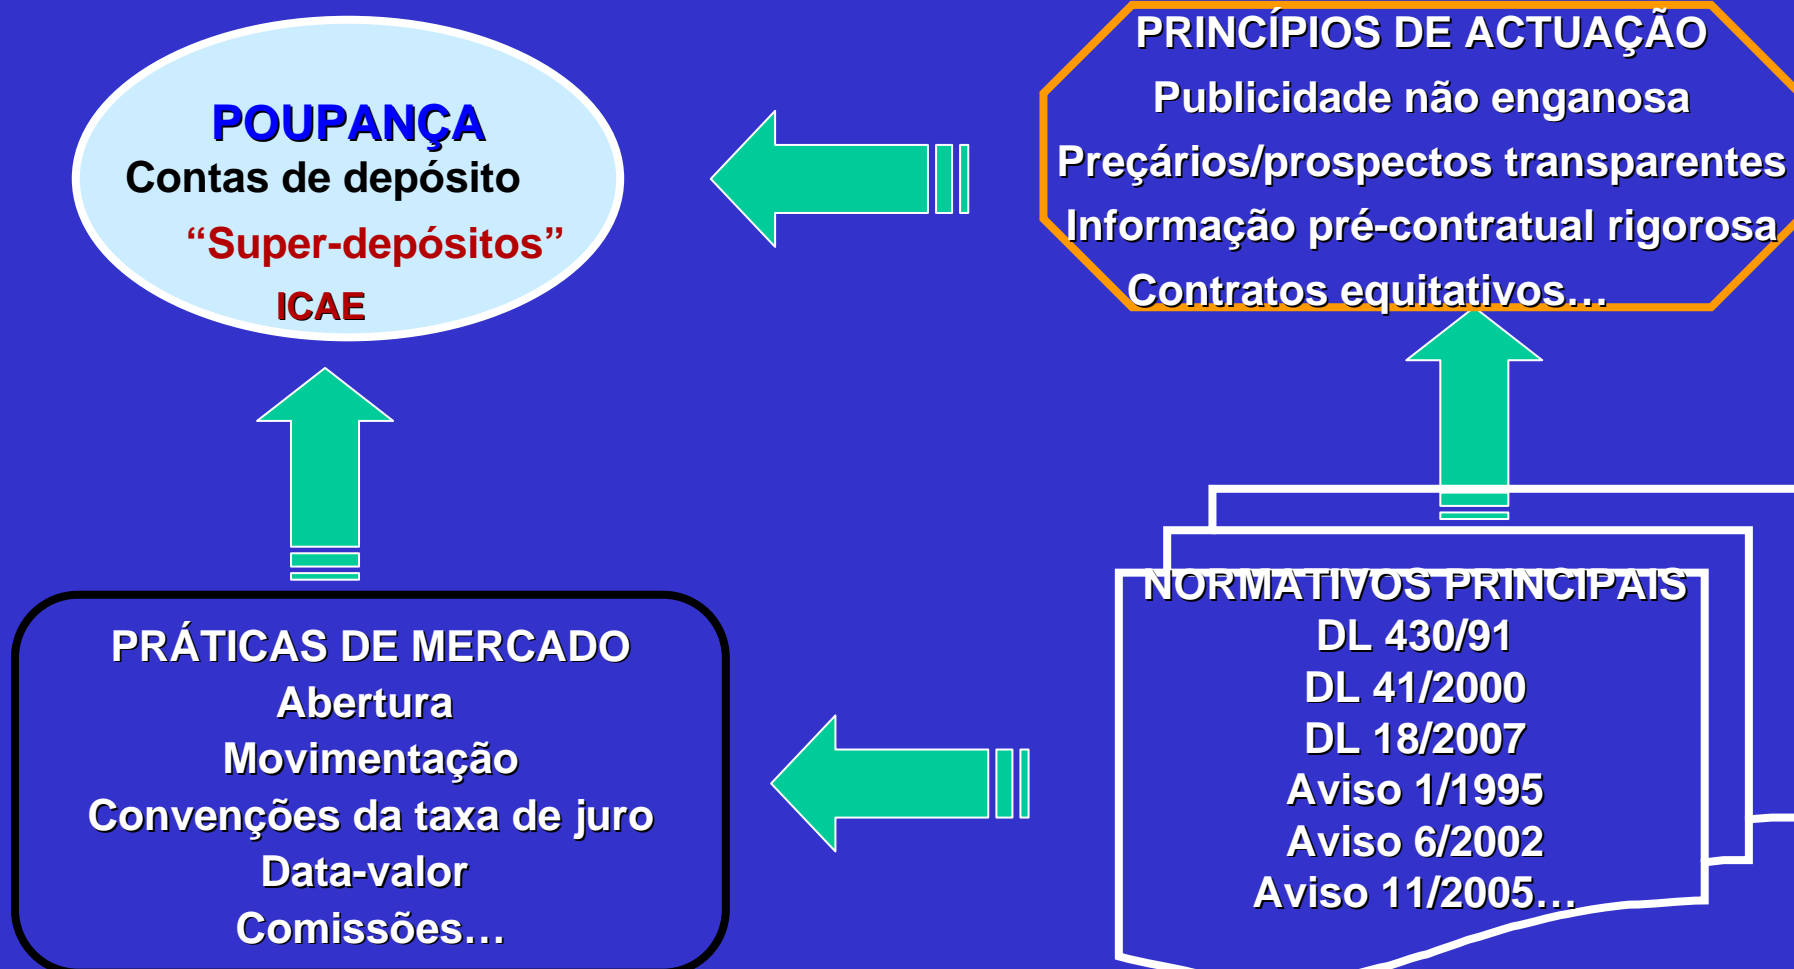 POUPANÇA
Contas de depósito
“Super-depósitos”
ICAE
PRINCÍPIOS DE ACTUAÇÃO
Publicidade não enganosa
Preçários/prospectos transparentes
Informação pré-contratual rigorosa
Contratos equitativos…
PRÁTICAS DE MERCADO
Abertura
Movimentação
Convenções da taxa de juro
Data-valor
Comissões…
NORMATIVOS PRINCIPAIS
DL 430/91
DL 41/2000
DL 18/2007
Aviso 1/1995
Aviso 6/2002
Aviso 11/2005…